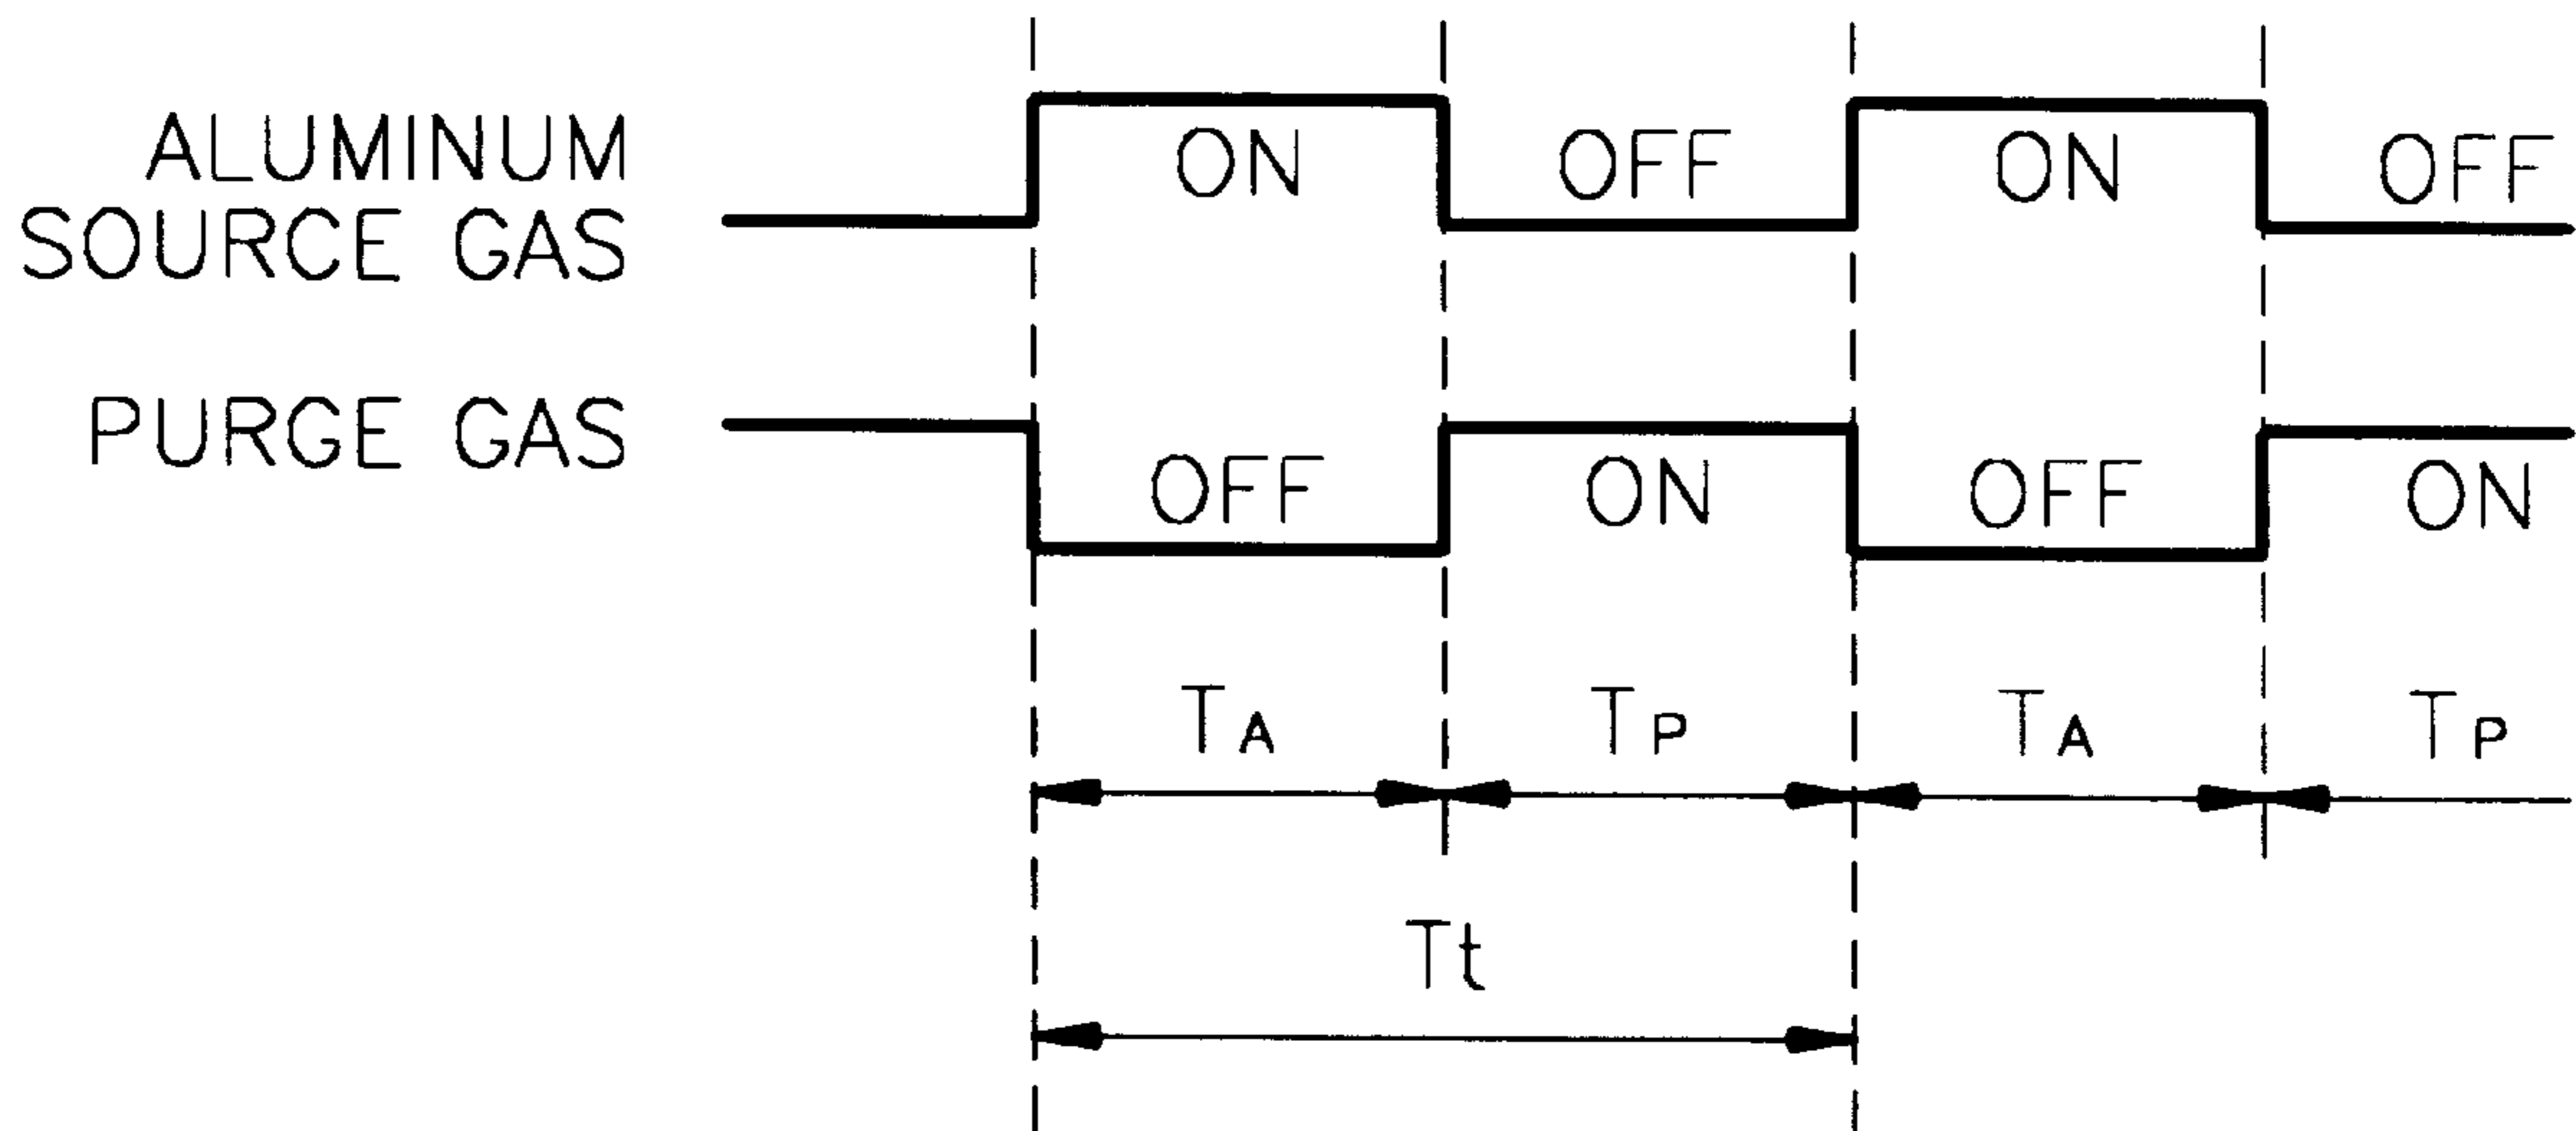 ALUMINUM
SOURCE GAS
ON OFF ON OFF
PURGE GAS
OFF ON OFF ON
TA TP TA TP
Tt